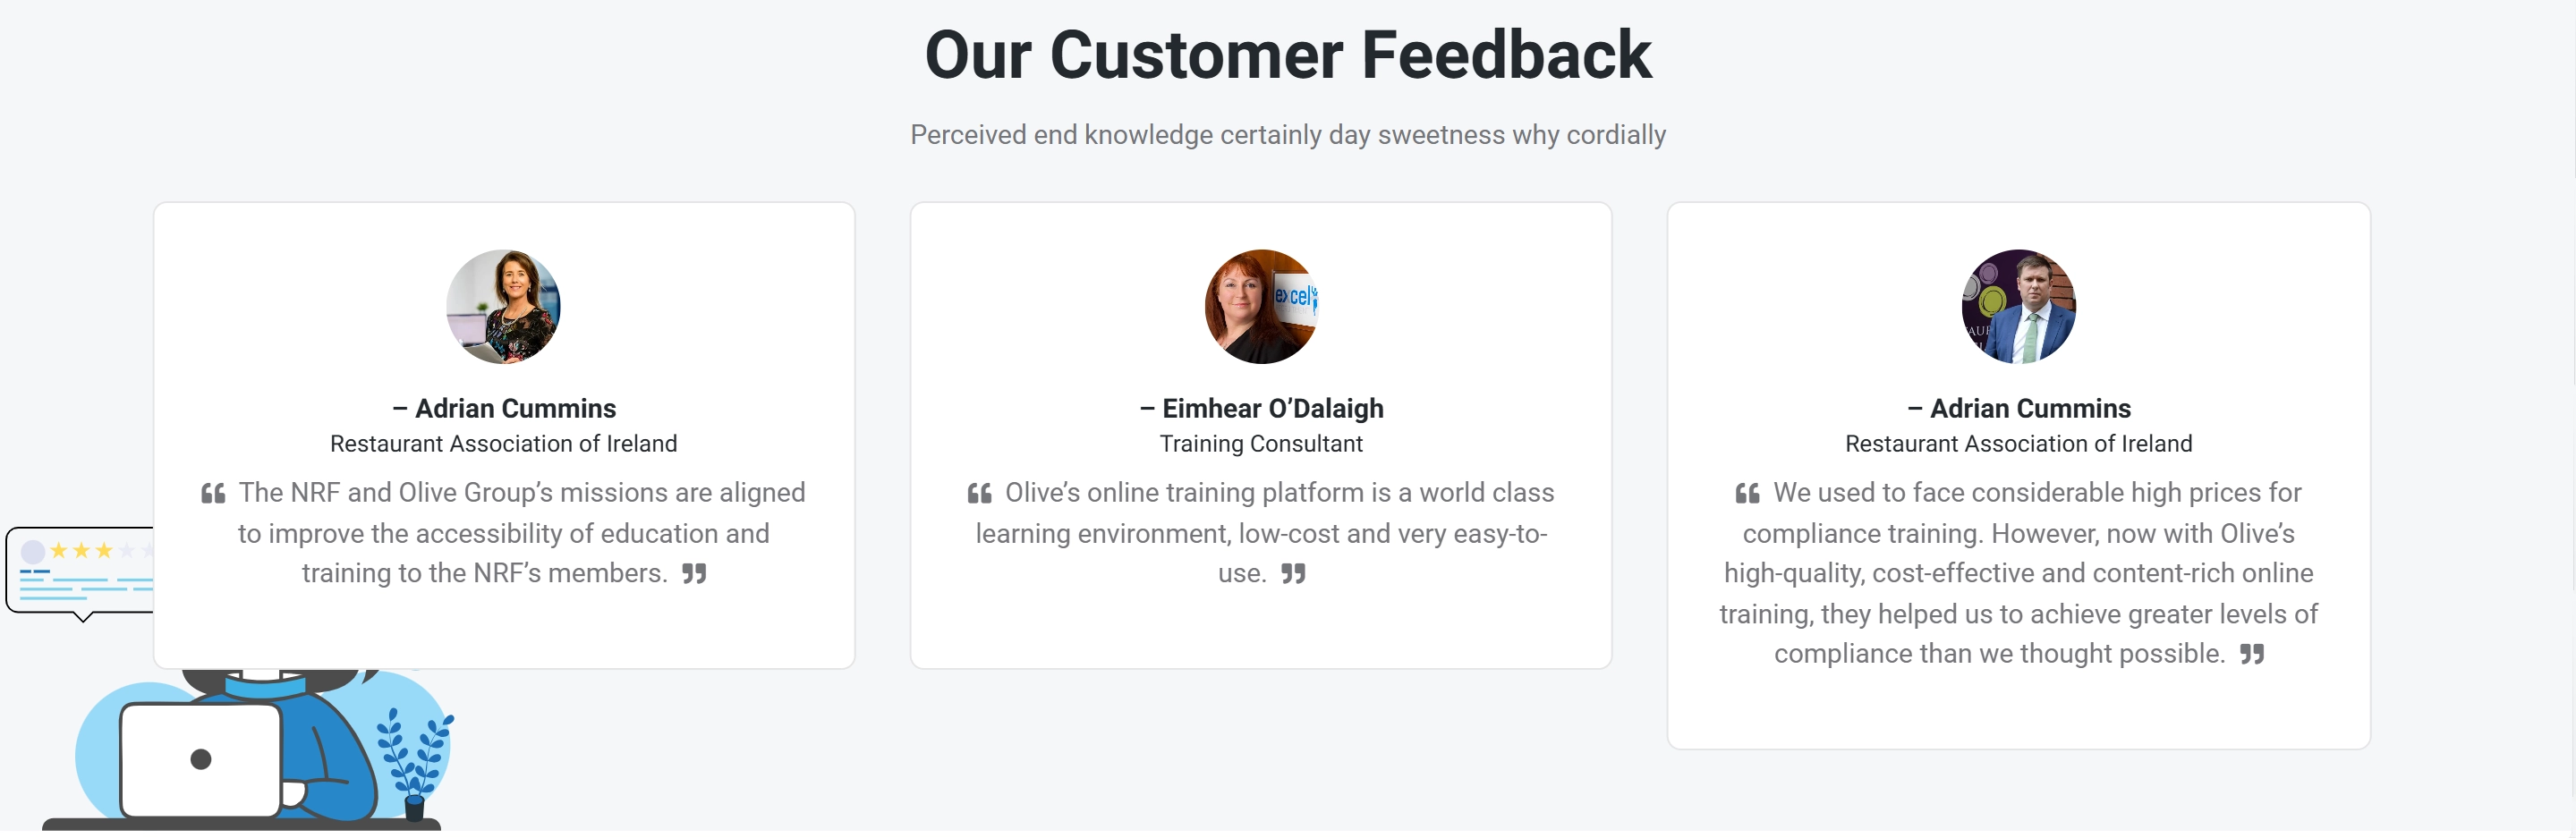 Our Customer Feedback
Perceived end knowledge certainly day sweetness why cordially
– Adrian Cummins
Restaurant Association of Ireland
❝ The NRF and Olive Group’s missions are aligned
to improve the accessibility of education and
training to the NRF’s members. ❞
excel
– Eimhear O’Dalaigh
Training Consultant
❝ Olive’s online training platform is a world class
learning environment, low-cost and very easy-to-
use. ❞
– Adrian Cummins
Restaurant Association of Ireland
❝ We used to face considerable high prices for
compliance training. However, now with Olive’s
high-quality, cost-effective and content-rich online
training, they helped us to achieve greater levels of
compliance than we thought possible. ❞